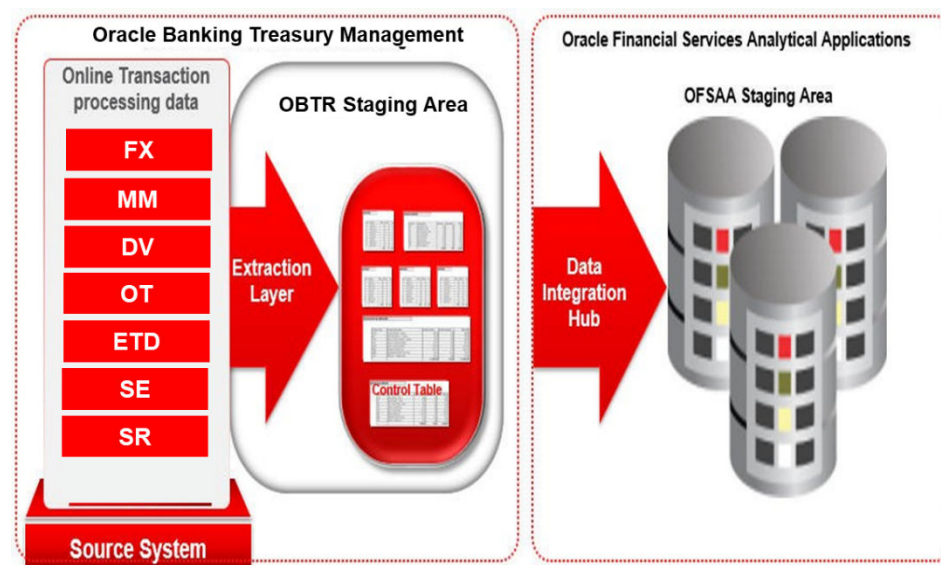 Oracle Banking Treasury Management
Online Transaction
processing data
FX
MM
DV
OT
ETD
SE
SR
Source System
OBTR Staging Area
Extraction
Layer
Control Table
Oracle Financial Services Analytical Applications
OFSAA Staging Area
Data
Integration
Hub